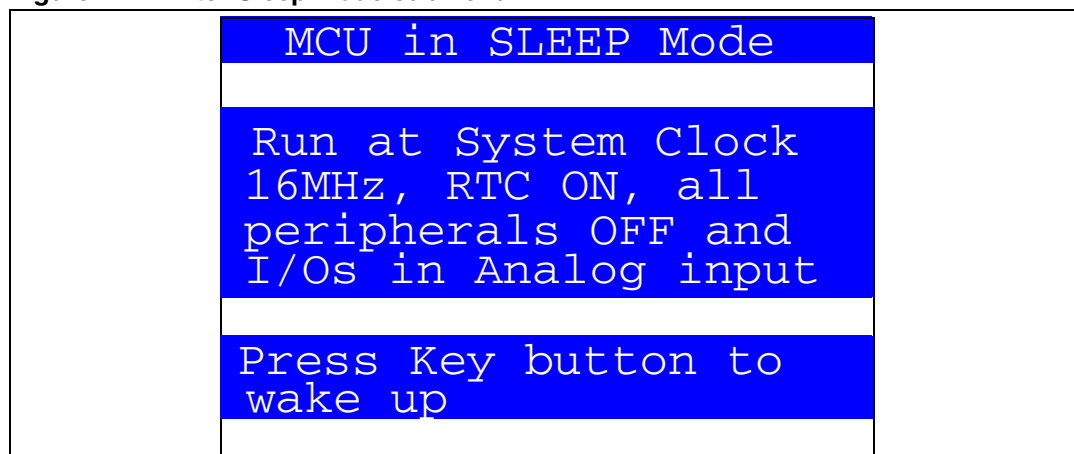 MCU in SLEEP Mode
Run at System Clock
16MHz, RTC ON, all
peripherals OFF and
I/Os in Analog input
Press Key button to
wake up